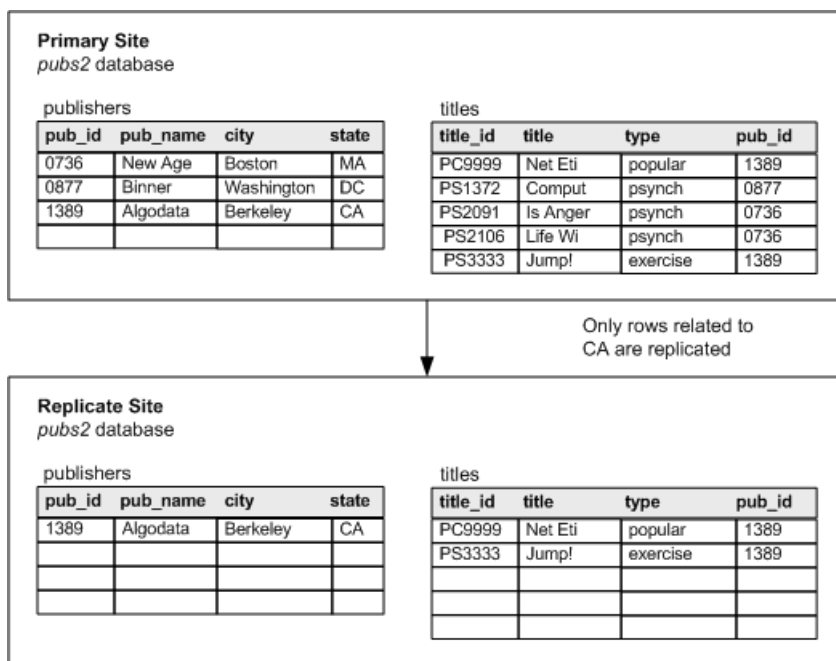 Primary Site
pubs2 database
publishers
pub_id pub_name city state
0736 New Age Boston MA
0877 Binner Washington DC
1389 Algodata Berkeley CA
titles
title_id title type pub_id
PC9999 Net Eti popular 1389
PS1372 Comput psynch 0877
PS2091 Is Anger psynch 0736
PS2106 Life Wi psynch 0736
PS3333 Jump! exercise 1389
Only rows related to
CA are replicated
Replicate Site
pubs2 database
publishers
pub_id pub_name city state
1389 Algodata Berkeley CA
titles
title_id title type pub_id
PC9999 Net Eti popular 1389
PS3333 Jump! exercise 1389